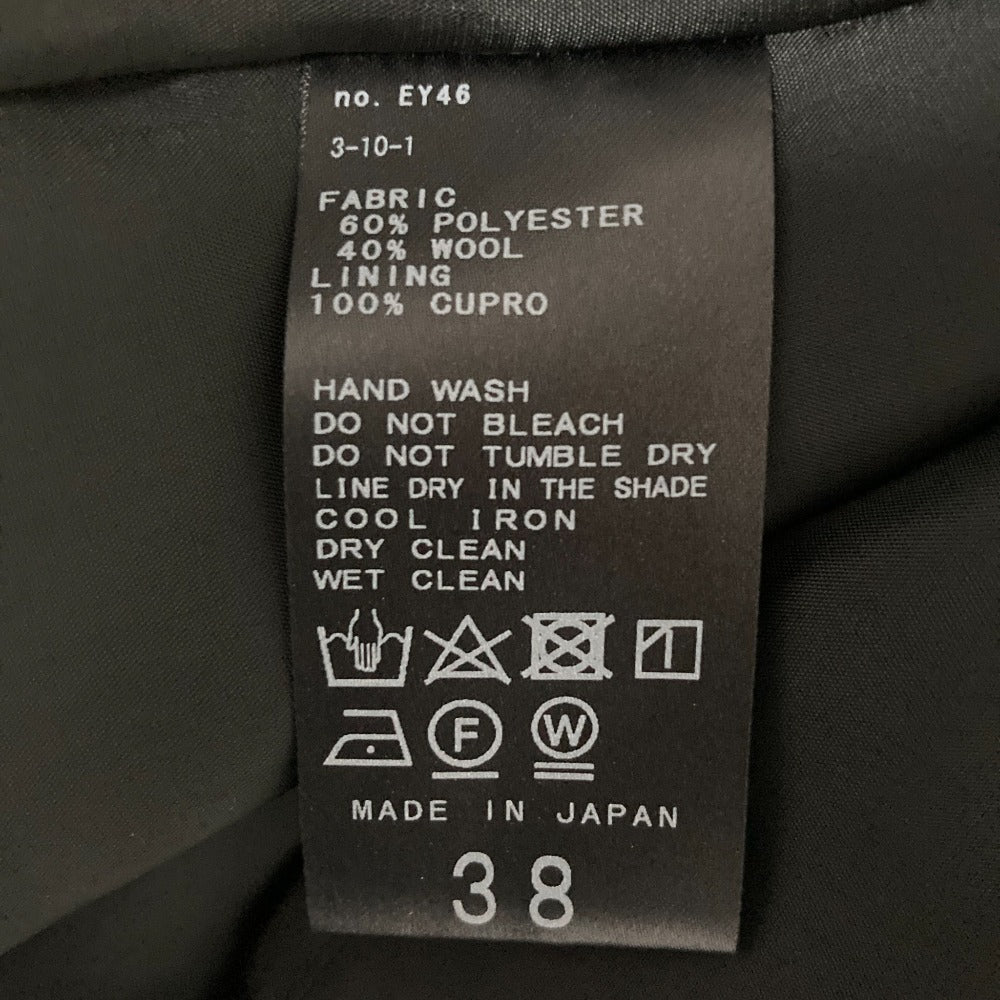 no. EY46
3-10-1
FABRIC
60% POLYESTER
40% WOOL
LINING
100% CUPRO
HAND WASH
DO NOT BLEACH
DO NOT TUMBLE DRY
LINE DRY IN THE SHADE
COOL IRON
DRY CLEAN
WET CLEAN
F W
MADE IN JAPAN
38